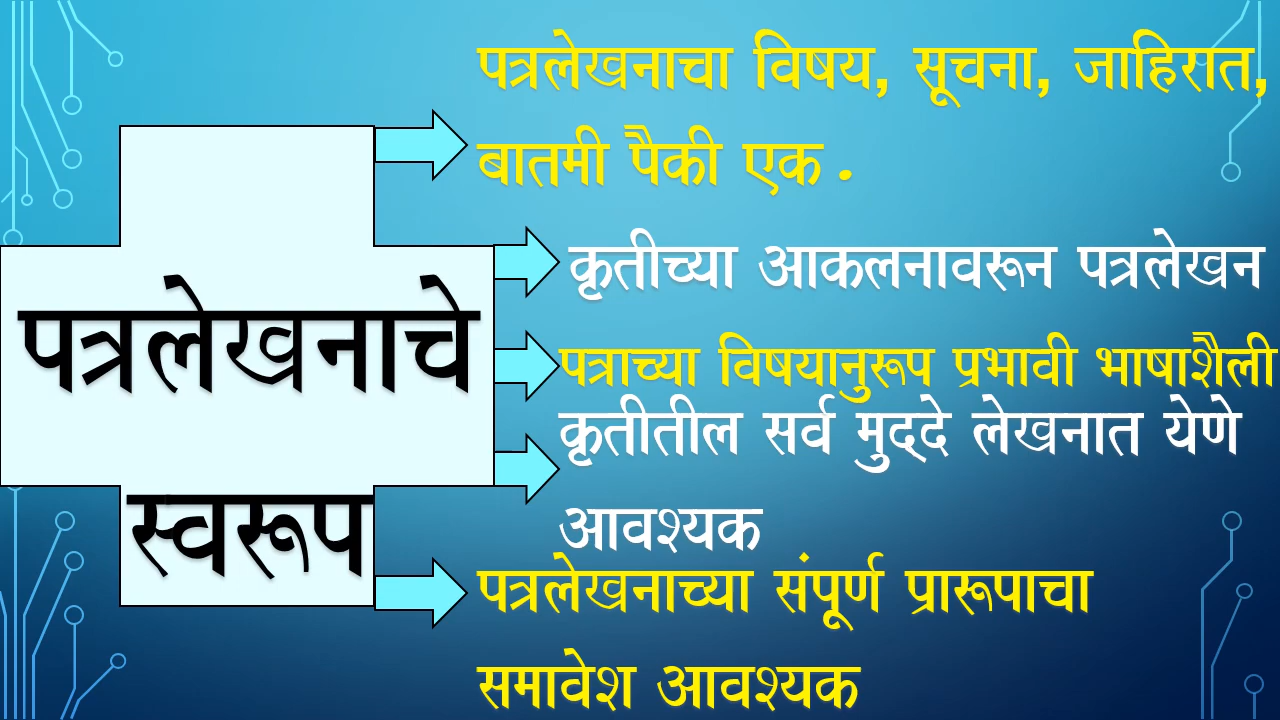 पत्रलेखनाचे
स्वरूप
पत्रलेखनाचा विषय, सूचना, जाहिरात,
बातमी पैकी एक .
कृतीच्या आकलनावरून पत्रलेखन
पत्राच्या विषयानुरूप प्रभावी भाषाशैली
कृतीतील सर्व मुद्‌दे लेखनात येणे
आवश्यक
पत्रलेखनाच्या संपूर्ण प्रारूपाचा
समावेश आवश्यक